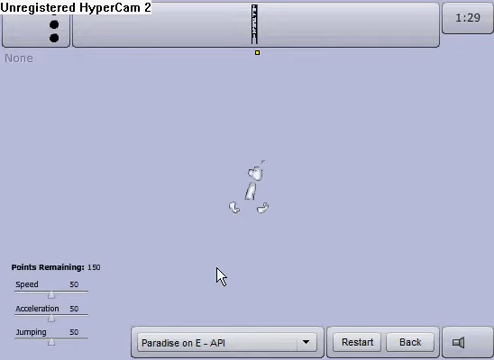 Unregistered HyperCam 2
1:29
None
Points Remaining: 150
Speed 50
Acceleration 50
Jumping 50
Paradise on E - API
Restart
Back